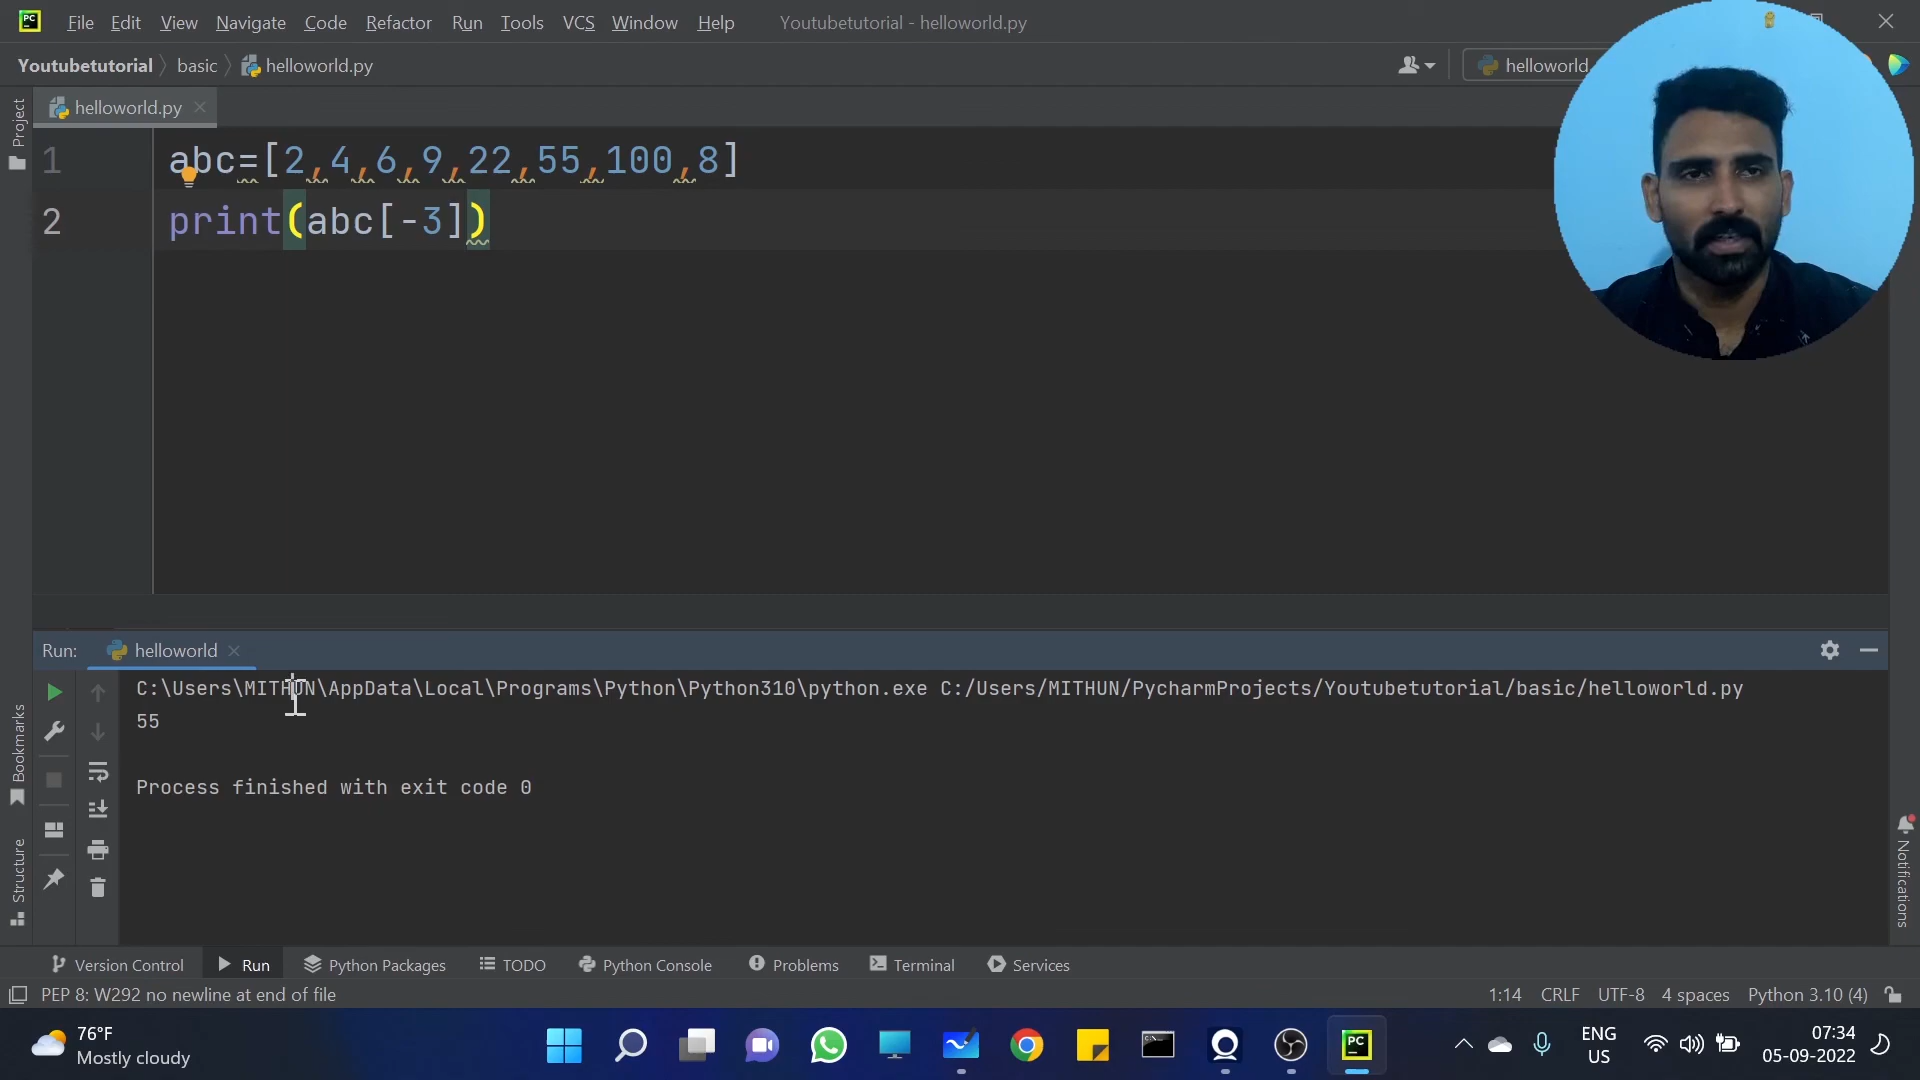 PC File Edit View Navigate Code Refactor Run Tools VCS Window Help Youtubetutorial - helloworld.py
Youtubetutorial basic helloworld.py helloworld
helloworld.py
Project
1 abc=[2,4,6,9,22,55,100,8]
2 print(abc[-3])
Run: helloworld
C:\Users\MITHUN\AppData\Local\Programs\Python\Python310\python.exe C:/Users/MITHUN/PycharmProjects/Youtubetutorial/basic/helloworld.py
55
Process finished with exit code 0
Bookmarks
Structure
Notifications
Version Control Run Python Packages TODO Python Console Problems Terminal Services
PEP 8: W292 no newline at end of file 1:14 CRLF UTF-8 4 spaces Python 3.10 (4)
76°F
Mostly cloudy
PC
ENG
US
07:34
05-09-2022